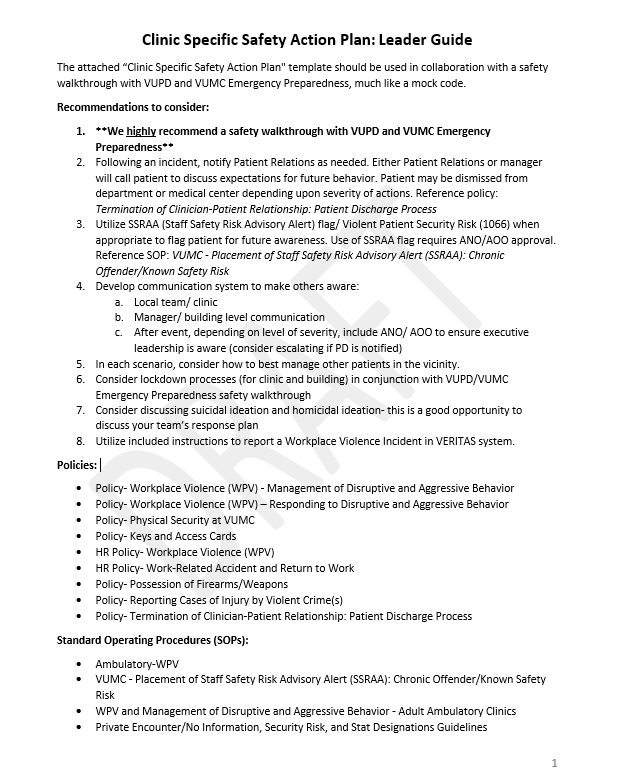 Clinic Specific Safety Action Plan: Leader Guide
The attached “Clinic Specific Safety Action Plan" template should be used in collaboration with a safety
walkthrough with VUPD and VUMC Emergency Preparedness, much like a mock code.
Recommendations to consider:
1. **We highly recommend a safety walkthrough with VUPD and VUMC Emergency
Preparedness**
2. Following an incident, notify Patient Relations as needed. Either Patient Relations or manager
will call patient to discuss expectations for future behavior. Patient may be dismissed from
department or medical center depending upon severity of actions. Reference policy:
Termination of Clinician-Patient Relationship: Patient Discharge Process
3. Utilize SSRAA (Staff Safety Risk Advisory Alert) flag/ Violent Patient Security Risk (1066) when
appropriate to flag patient for future awareness. Use of SSRAA flag requires ANO/AOO approval.
Reference SOP: VUMC - Placement of Staff Safety Risk Advisory Alert (SSRAA): Chronic
Offender/Known Safety Risk
4. Develop communication system to make others aware:
a. Local team/ clinic
b. Manager/ building level communication
c. After event, depending on level of severity, include ANO/ AOO to ensure executive
leadership is aware (consider escalating if PD is notified)
5. In each scenario, consider how to best manage other patients in the vicinity.
6. Consider lockdown processes (for clinic and building) in conjunction with VUPD/VUMC
Emergency Preparedness safety walkthrough
7. Consider discussing suicidal ideation and homicidal ideation- this is a good opportunity to
discuss your team’s response plan
8. Utilize included instructions to report a Workplace Violence Incident in VERITAS system.
Policies:
• Policy- Workplace Violence (WPV) - Management of Disruptive and Aggressive Behavior
• Policy- Workplace Violence (WPV) – Responding to Disruptive and Aggressive Behavior
• Policy- Physical Security at VUMC
• Policy- Keys and Access Cards
• HR Policy- Workplace Violence (WPV)
• HR Policy- Work-Related Accident and Return to Work
• Policy- Possession of Firearms/Weapons
• Policy- Reporting Cases of Injury by Violent Crime(s)
• Policy- Termination of Clinician-Patient Relationship: Patient Discharge Process
Standard Operating Procedures (SOPs):
• Ambulatory-WPV
• VUMC - Placement of Staff Safety Risk Advisory Alert (SSRAA): Chronic Offender/Known Safety
Risk
• WPV and Management of Disruptive and Aggressive Behavior - Adult Ambulatory Clinics
• Private Encounter/No Information, Security Risk, and Stat Designations Guidelines
1
DRAFT